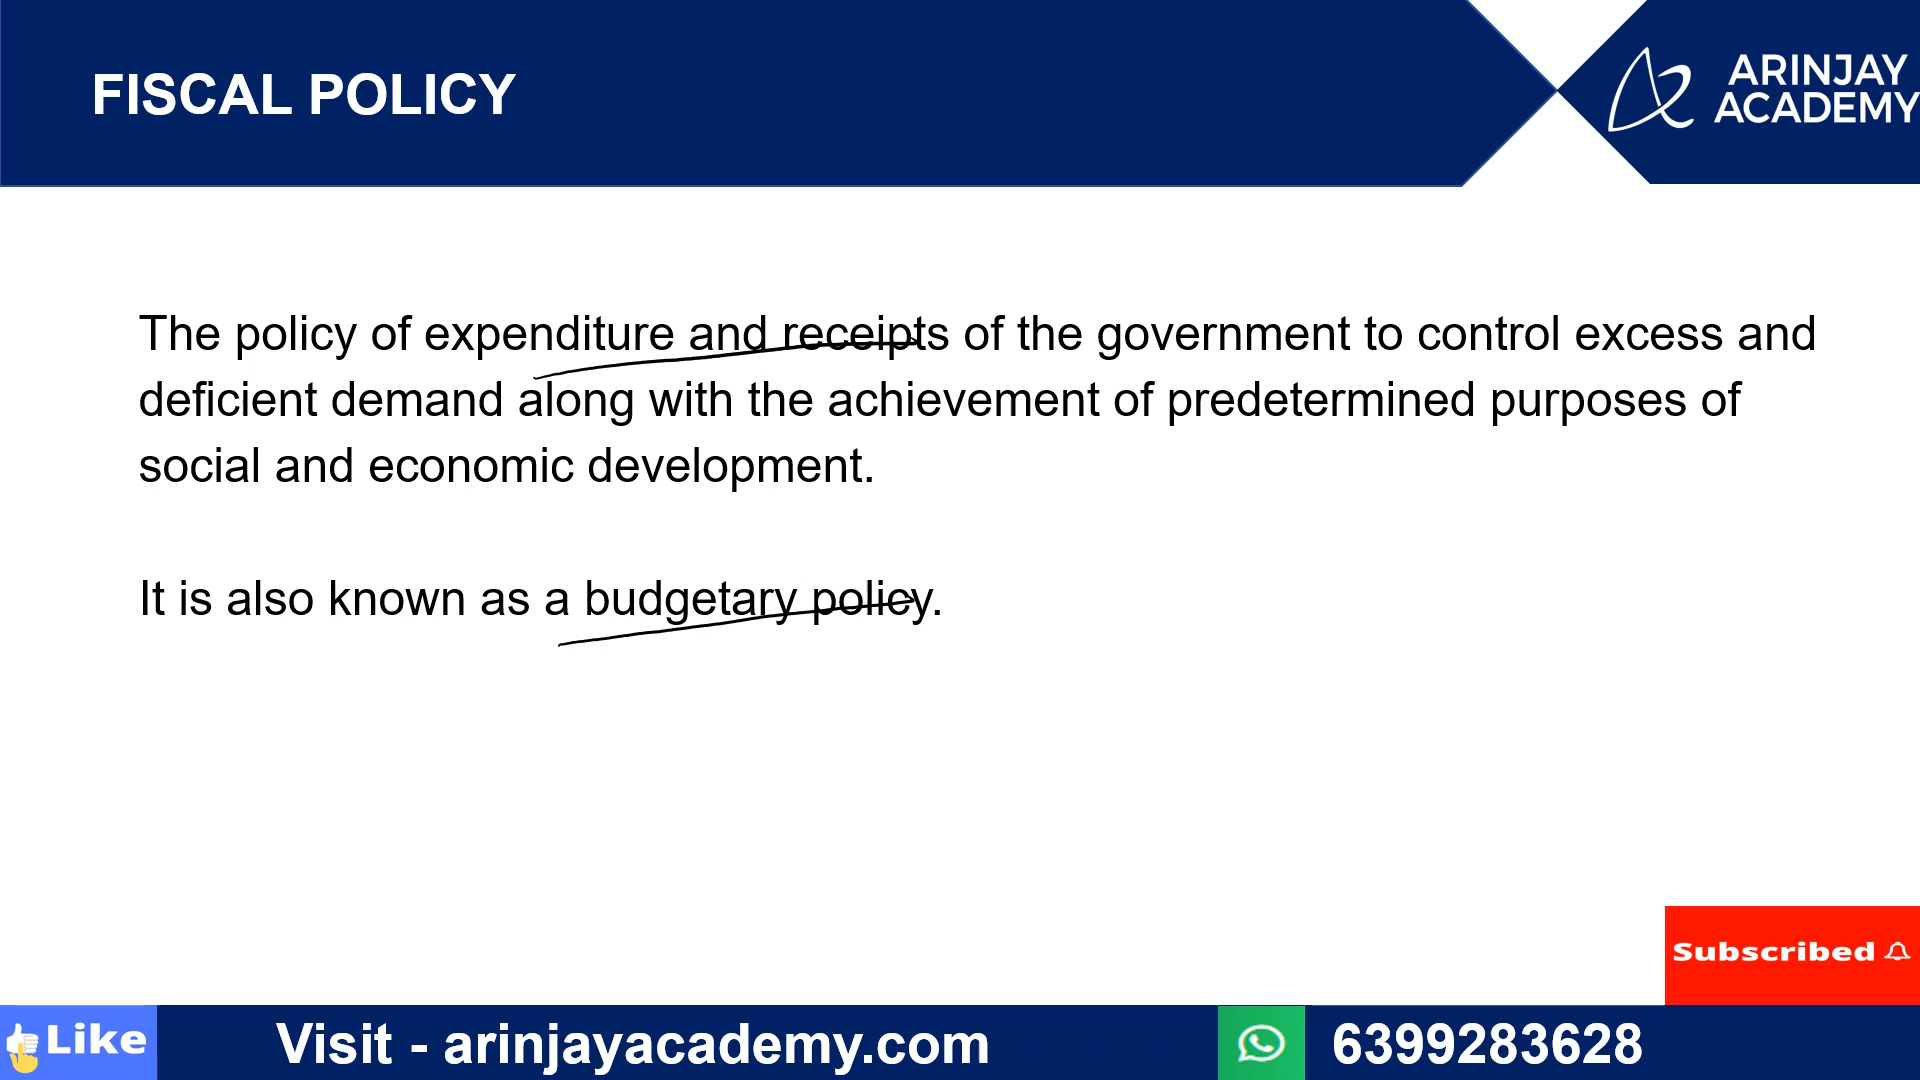 FISCAL POLICY
ARINJAY
ACADEMY
The policy of expenditure and receipts of the government to control excess and
deficient demand along with the achievement of predetermined purposes of
social and economic development.
It is also known as a budgetary policy.
Subscribed
Like
Visit - arinjayacademy.com
6399283628